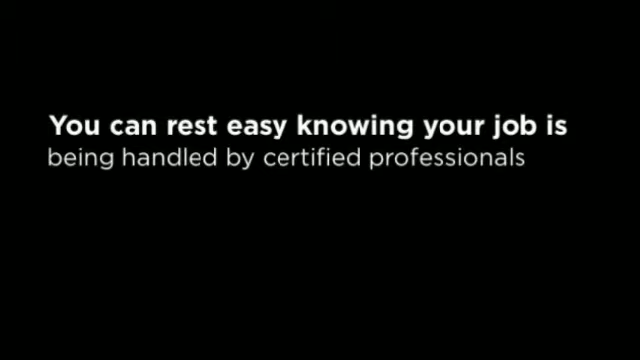 You can rest easy knowing your job is
being handled by certified professionals